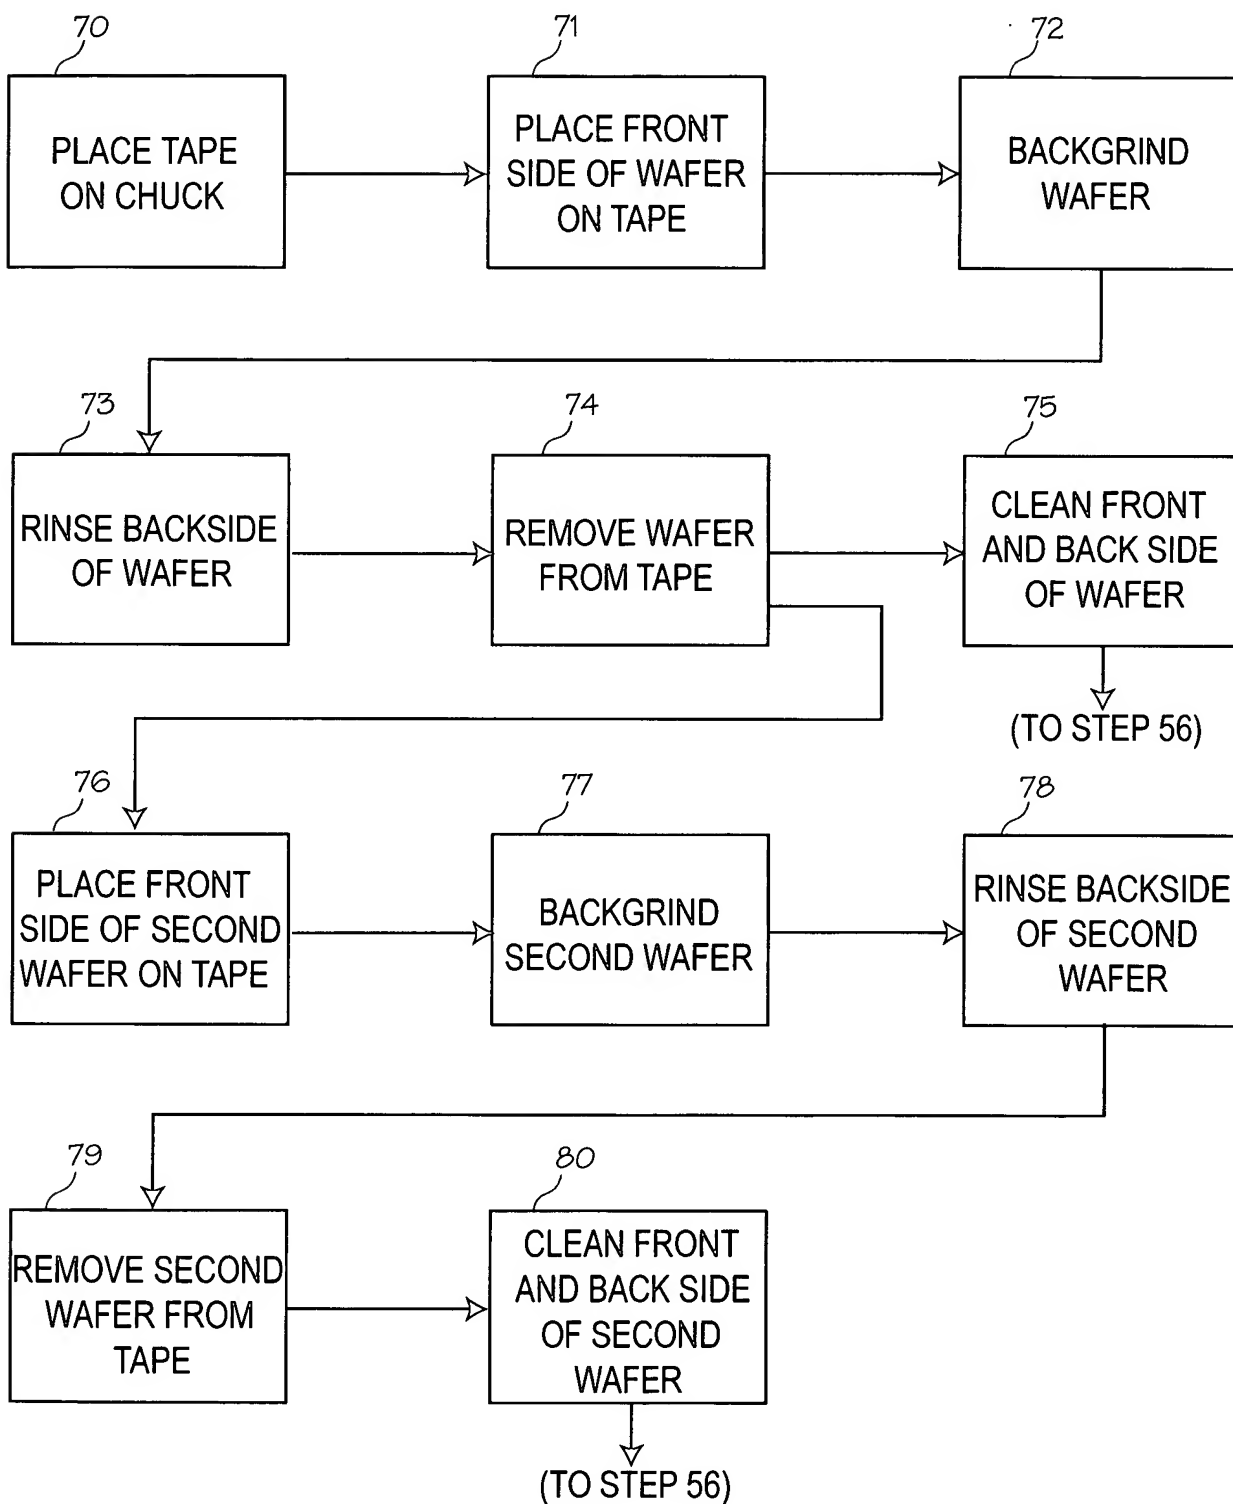 70
PLACE TAPE
ON CHUCK
71
PLACE FRONT
SIDE OF WAFER
ON TAPE
72
BACKGRIND
WAFER
73
RINSE BACKSIDE
OF WAFER
74
REMOVE WAFER
FROM TAPE
75
CLEAN FRONT
AND BACK SIDE
OF WAFER
(TO STEP 56)
76
PLACE FRONT
SIDE OF SECOND
WAFER ON TAPE
77
BACKGRIND
SECOND WAFER
78
RINSE BACKSIDE
OF SECOND
WAFER
79
REMOVE SECOND
WAFER FROM
TAPE
80
CLEAN FRONT
AND BACK SIDE
OF SECOND
WAFER
(TO STEP 56)